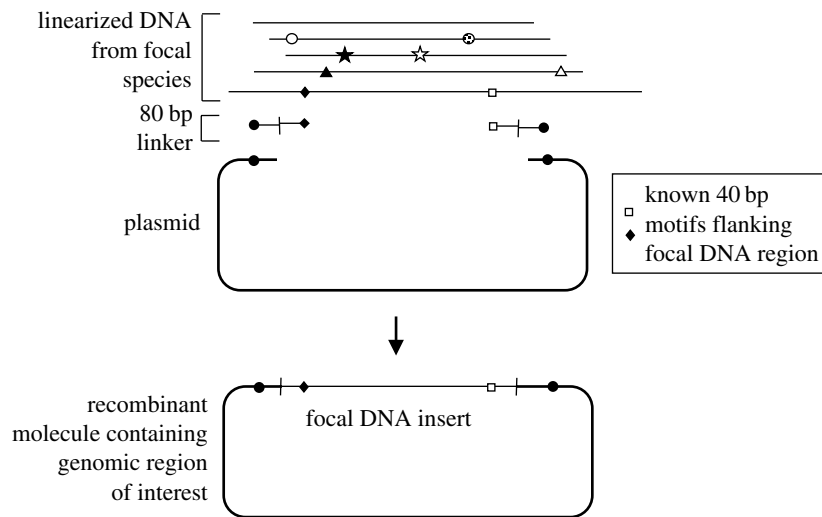 linearized DNA
from focal
species
80 bp
linker
plasmid
known 40 bp
motifs flanking
focal DNA region
recombinant
molecule containing
genomic region
of interest
focal DNA insert